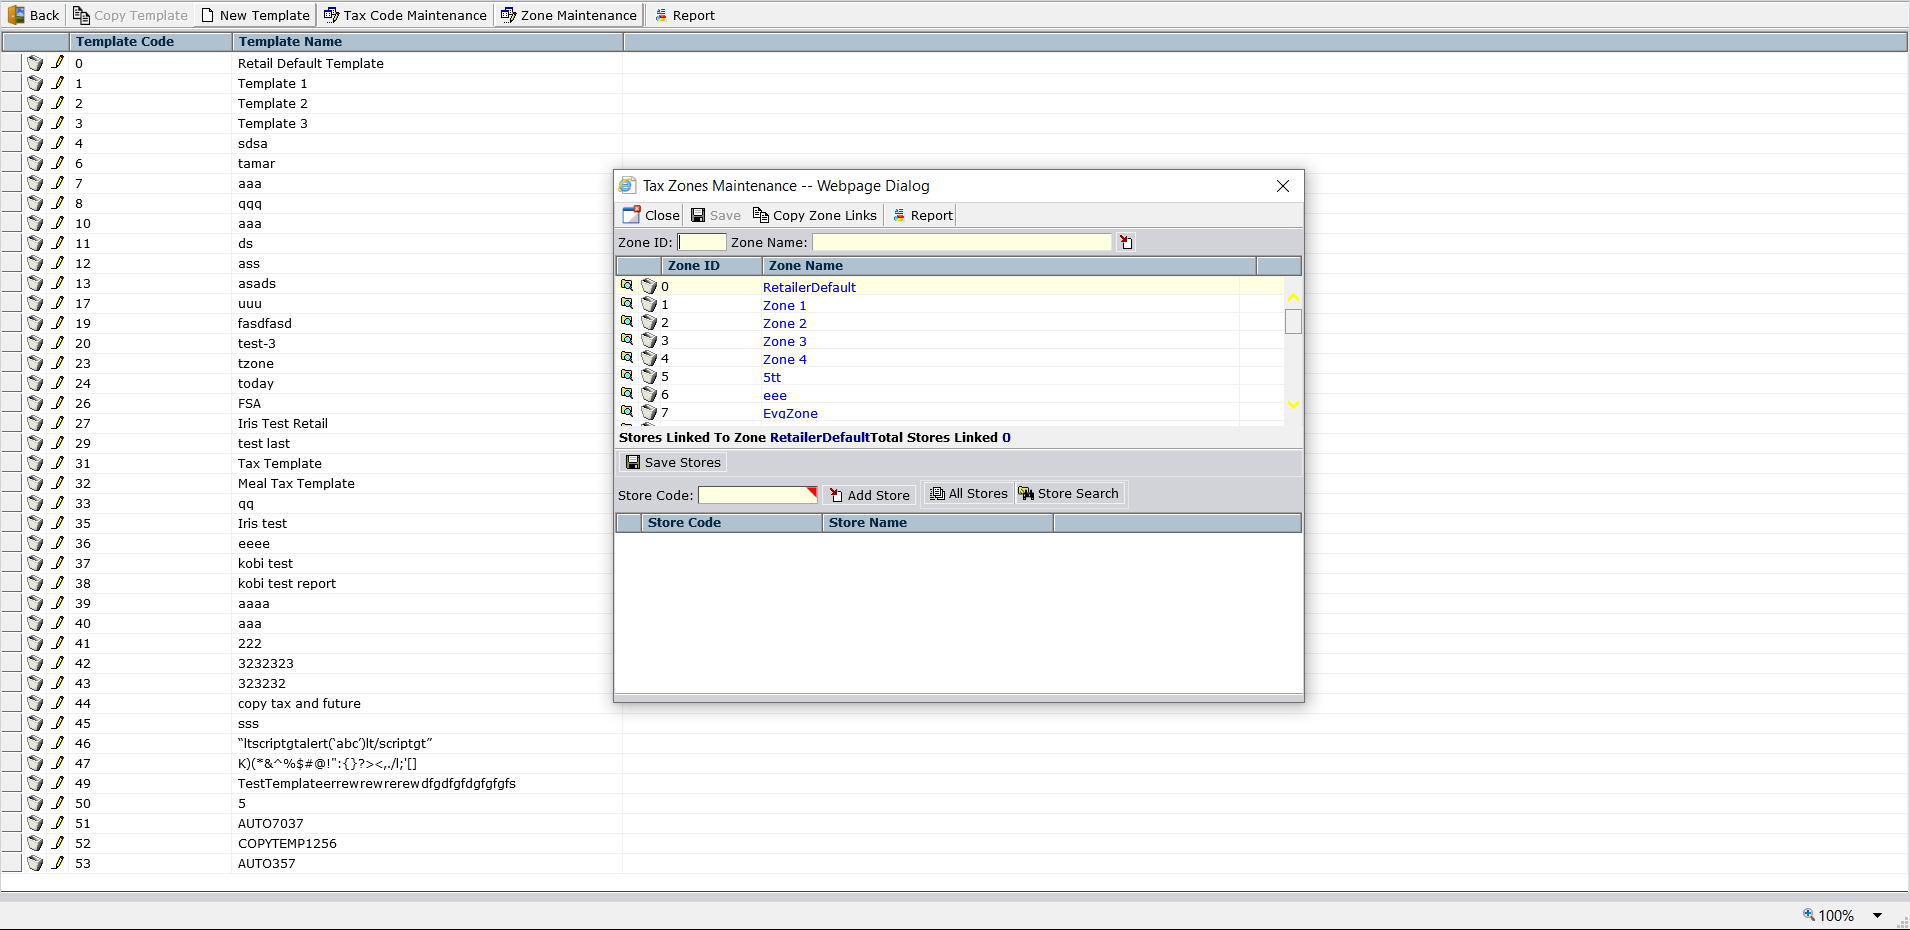 Back Copy Template New Template Tax Code Maintenance Zone Maintenance Report
Template Code Template Name
0 Retail Default Template
1 Template 1
2 Template 2
3 Template 3
4 sdsa
6 tamar
7 aaa
8 qqq
10 aaa
11 ds
12 ass
13 asads
17 uuu
19 fasdfasd
20 test-3
23 tzone
24 today
26 FSA
27 Iris Test Retail
29 test last
31 Tax Template
32 Meal Tax Template
33 qq
35 Iris test
36 eeee
37 kobi test
38 kobi test report
39 aaaa
40 aaa
41 222
42 3232323
43 323232
44 copy tax and future
45 sss
46 “ltscriptgtalert(‘abc’)lt/scriptgt”
47 K)(*&^%$#@!":{}?><,./l;'[]
49 TestTemplateerrewrewrerewdfgdfgfdgfgfgfs
50 5
51 AUTO7037
52 COPYTEMP1256
53 AUTO357
Tax Zones Maintenance -- Webpage Dialog
Close Save Copy Zone Links Report
Zone ID: Zone Name:
Zone ID Zone Name
0 RetailerDefault
1 Zone 1
2 Zone 2
3 Zone 3
4 Zone 4
5 5tt
6 eee
7 EvgZone
Stores Linked To Zone RetailerDefaultTotal Stores Linked 0
Save Stores
Store Code: Add Store All Stores Store Search
Store Code Store Name
100%